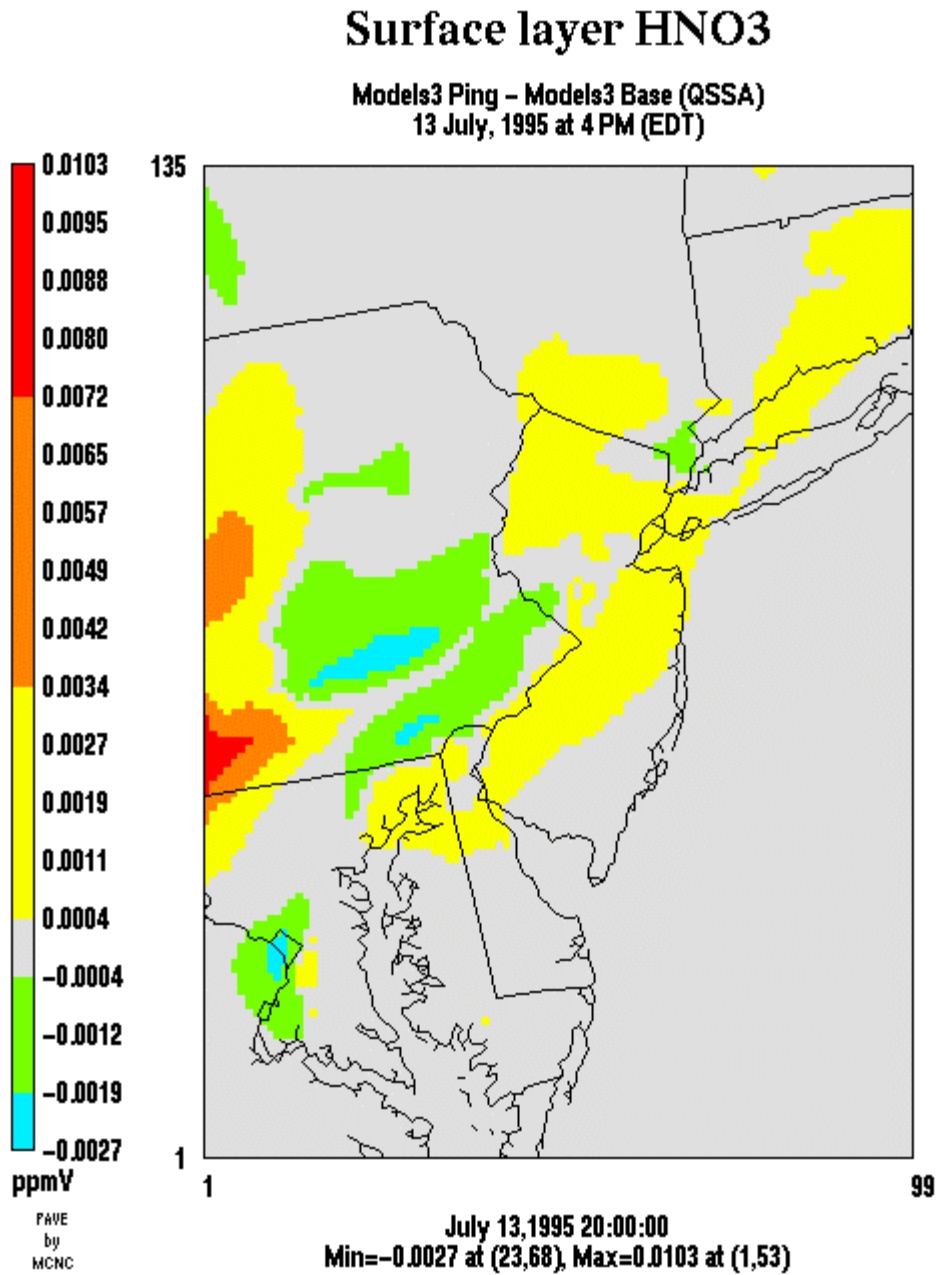 Surface layer HNO3
Models3 Ping – Models3 Base (QSSA)
13 July, 1995 at 4 PM (EDT)
0.0103
0.0095
0.0088
0.0080
0.0072
0.0065
0.0057
0.0049
0.0042
0.0034
0.0027
0.0019
0.0011
0.0004
−0.0004
−0.0012
−0.0019
−0.0027
ppmV
135
1
1
99
PAVE
by
MCNC
July 13,1995 20:00:00
Min=−0.0027 at (23,68), Max=0.0103 at (1,53)